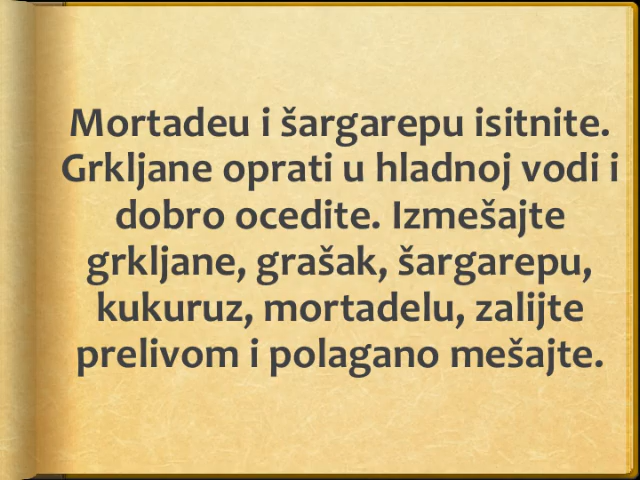 Mortadeu i šargarepu isitnite.
Grkljane oprati u hladnoj vodi i
dobro ocedite. Izmešajte
grkljane, grašak, šargarepu,
kukuruz, mortadelu, zalijte
prelivom i polagano mešajte.